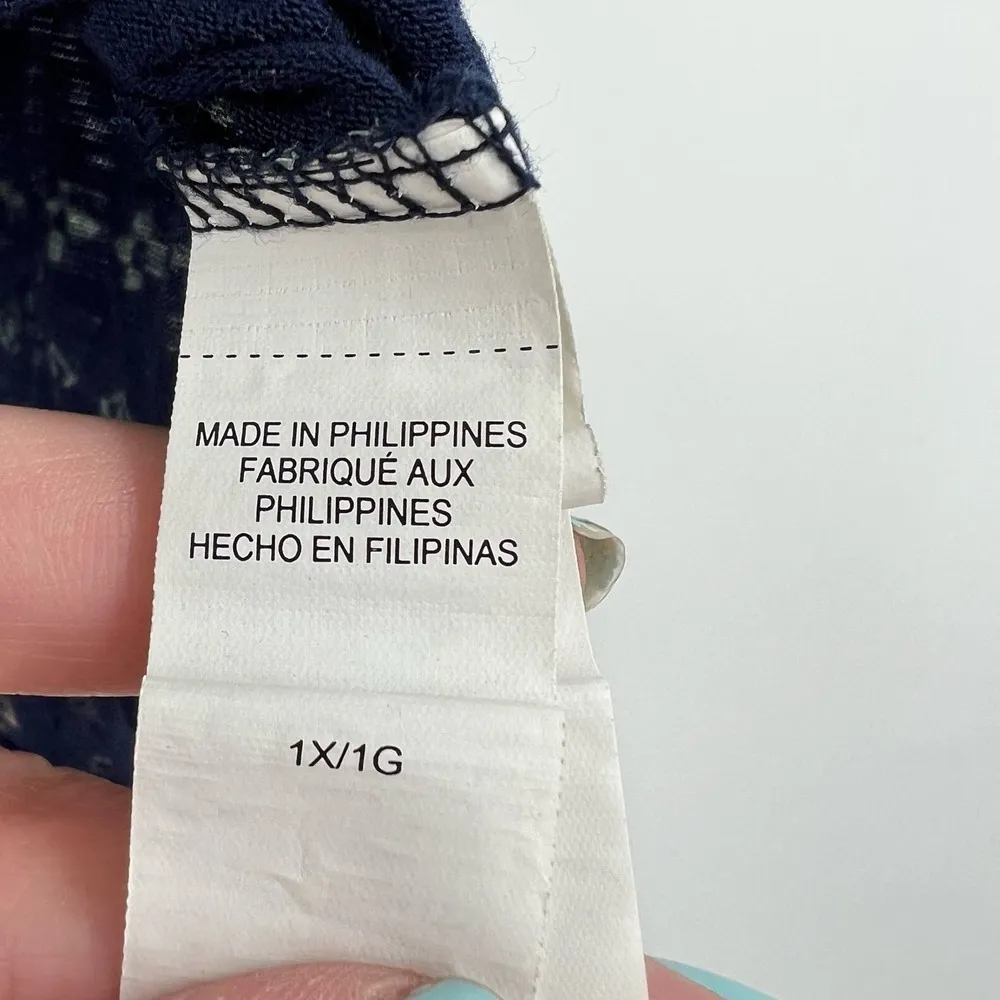 MADE IN PHILIPPINES
FABRIQUÉ AUX
PHILIPPINES
HECHO EN FILIPINAS
1X/1G